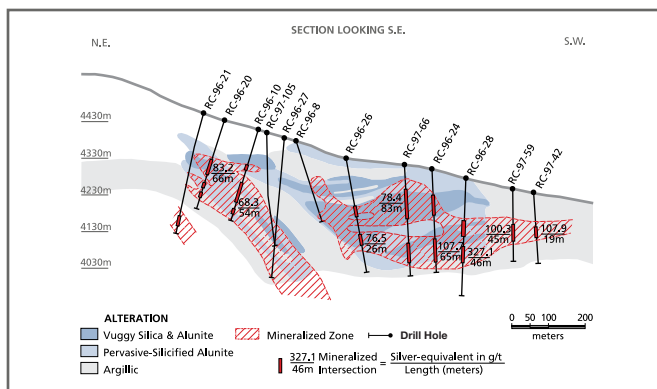 SECTION LOOKING S.E.
N.E.
S.W.
RC-96-21
RC-96-20
RC-96-10
RC-97-105
RC-96-27
RC-96-8
RC-96-26
RC-97-66
RC-96-24
RC-96-28
RC-97-59
RC-97-42
4430m
4330m
4230m
4130m
4030m
83.2
66m
68.3
54m
76.5
26m
78.4
83m
107.7
65m
327.1
46m
100.3
45m
107.9
19m
ALTERATION
Vuggy Silica & Alunite
Mineralized Zone
Drill Hole
0 50 100 200
meters
Pervasive-Silicified Alunite
Argillic
327.1 Mineralized = Silver-equivalent in g/t
46m Intersection Length (meters)